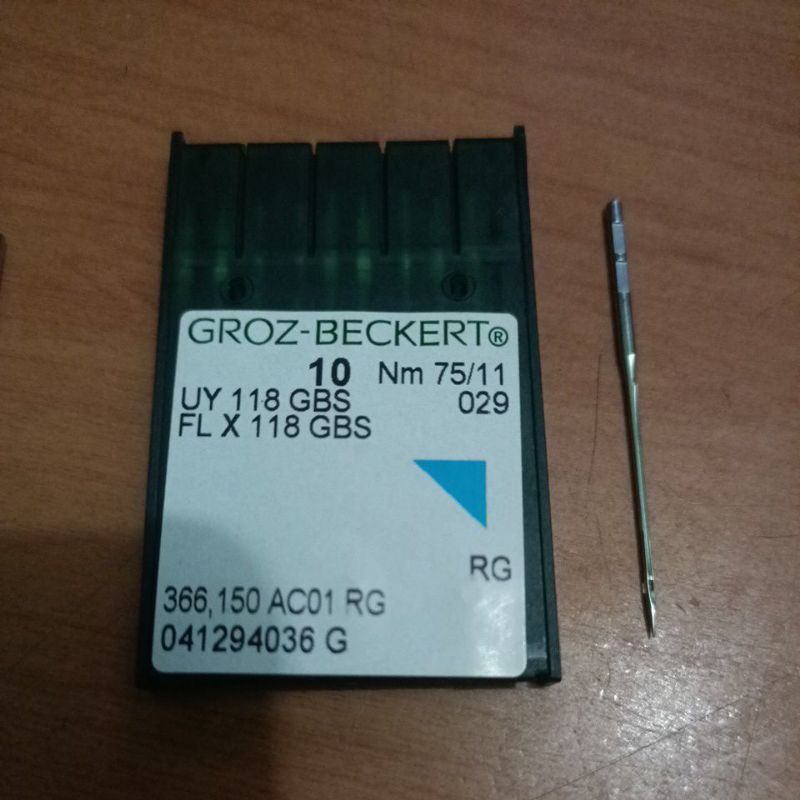 GROZ-BECKERT®
10 Nm 75/11
UY 118 GBS 029
FL X 118 GBS
RG
366,150 AC01 RG
041294036 G